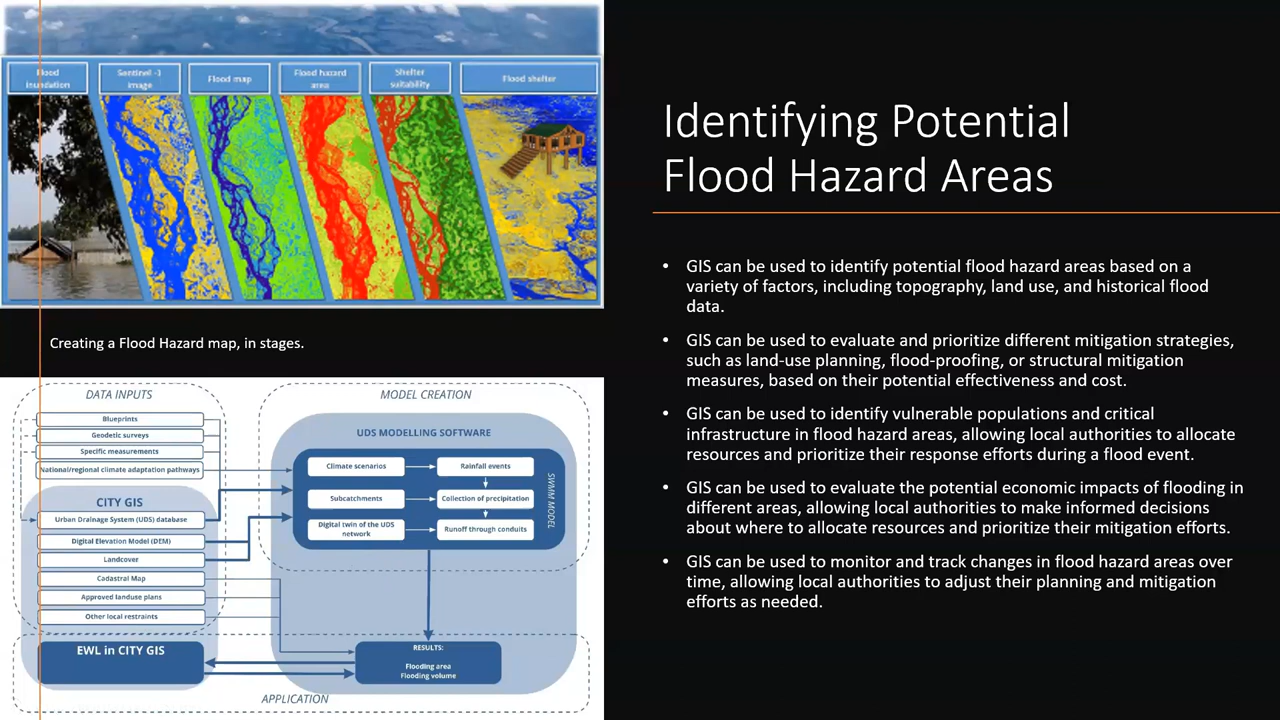 Flood
inundation
Sentinel -1
image
Flood map
Flood hazard
area
Shelter
suitability
Flood shelter
Creating a Flood Hazard map, in stages.
DATA INPUTS
Blueprints
Geodetic surveys
Specific measurements
National/regional climate adaptation pathways
CITY GIS
Urban Drainage System (UDS) database
Digital Elevation Model (DEM)
Landcover
Cadastral Map
Approved landuse plans
Other local restraints
EWL in CITY GIS
MODEL CREATION
UDS MODELLING SOFTWARE
Climate scenarios
Rainfall events
Subcatchments
Collection of precipitation
Digital twin of the UDS
network
Runoff through conduits
SWMM MODEL
RESULTS:
Flooding area
Flooding volume
APPLICATION
Identifying Potential
Flood Hazard Areas
• GIS can be used to identify potential flood hazard areas based on a
variety of factors, including topography, land use, and historical flood
data.
• GIS can be used to evaluate and prioritize different mitigation strategies,
such as land-use planning, flood-proofing, or structural mitigation
measures, based on their potential effectiveness and cost.
• GIS can be used to identify vulnerable populations and critical
infrastructure in flood hazard areas, allowing local authorities to allocate
resources and prioritize their response efforts during a flood event.
• GIS can be used to evaluate the potential economic impacts of flooding in
different areas, allowing local authorities to make informed decisions
about where to allocate resources and prioritize their mitigation efforts.
• GIS can be used to monitor and track changes in flood hazard areas over
time, allowing local authorities to adjust their planning and mitigation
efforts as needed.